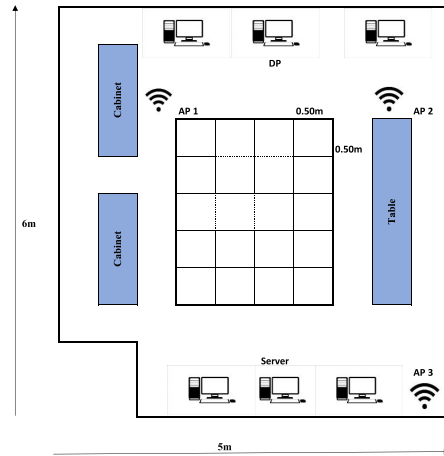 DP
Cabinet
AP 1
0.50m
AP 2
0.50m
6m
Table
Cabinet
Server
AP 3
5m